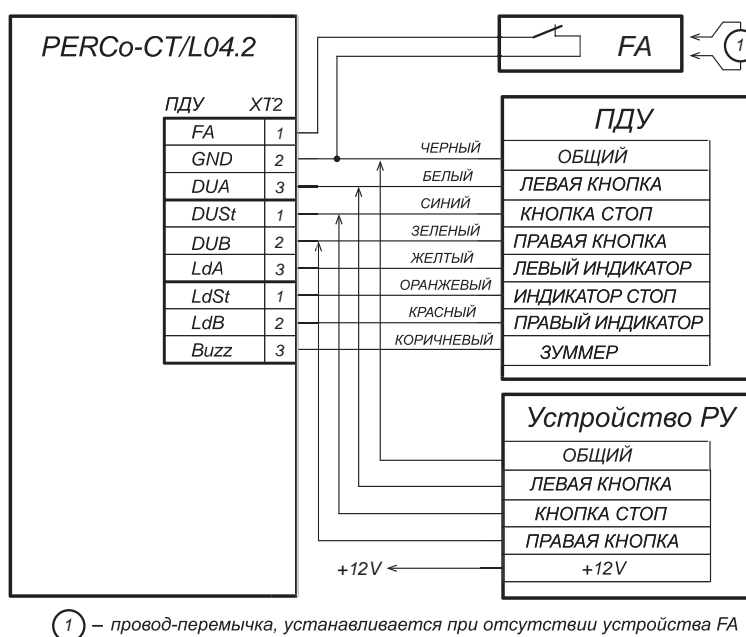 PERCo-CT/L04.2
FA
1
ПДУ XT2
FA 1
GND 2
DUA 3
DUSt 1
DUB 2
LdA 3
LdSt 1
LdB 2
Buzz 3
ЧЕРНЫЙ
БЕЛЫЙ
СИНИЙ
ЗЕЛЕНЫЙ
ЖЕЛТЫЙ
ОРАНЖЕВЫЙ
КРАСНЫЙ
КОРИЧНЕВЫЙ
ПДУ
ОБЩИЙ
ЛЕВАЯ КНОПКА
КНОПКА СТОП
ПРАВАЯ КНОПКА
ЛЕВЫЙ ИНДИКАТОР
ИНДИКАТОР СТОП
ПРАВЫЙ ИНДИКАТОР
ЗУММЕР
Устройство РУ
ОБЩИЙ
ЛЕВАЯ КНОПКА
КНОПКА СТОП
ПРАВАЯ КНОПКА
+12V
+12V
1 – провод-перемычка, устанавливается при отсутствии устройства FA